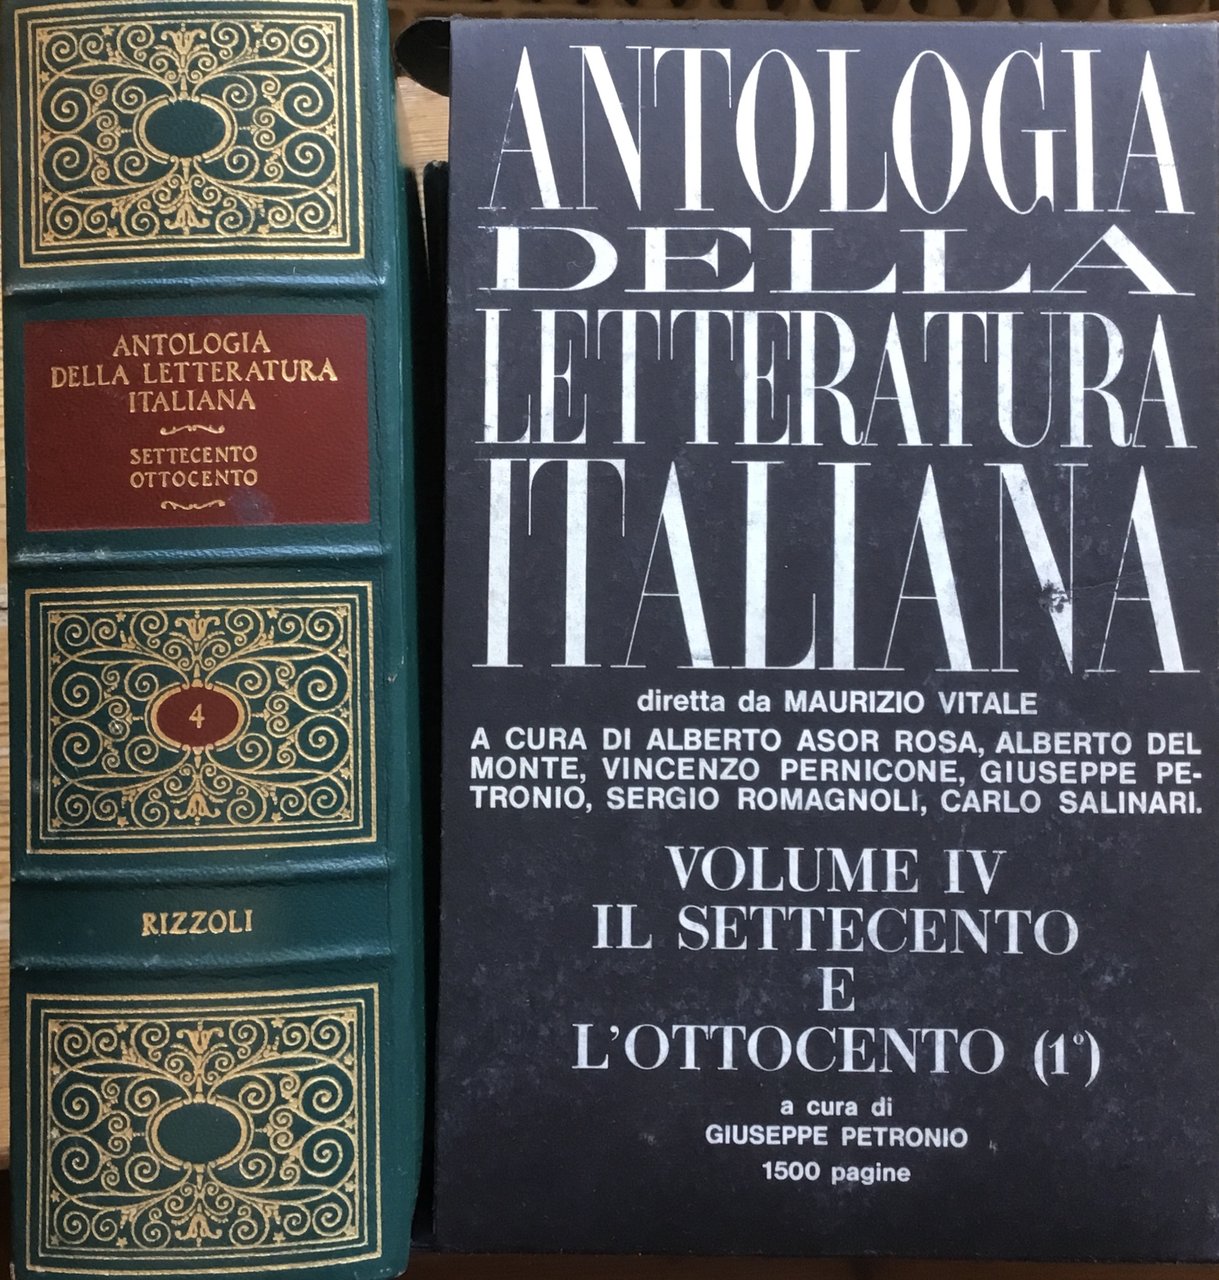 ANTOLOGIA
DELLA LETTERATURA
ITALIANA
SETTECENTO
OTTOCENTO
4
RIZZOLI
ANTOLOGIA
DELLA
LETTERATURA
ITALIANA
diretta da MAURIZIO VITALE
A CURA DI ALBERTO ASOR ROSA, ALBERTO DEL
MONTE, VINCENZO PERNICONE, GIUSEPPE PE-
TRONIO, SERGIO ROMAGNOLI, CARLO SALINARI.
VOLUME IV
IL SETTECENTO
E
L'OTTOCENTO (1º)
a cura di
GIUSEPPE PETRONIO
1500 pagine